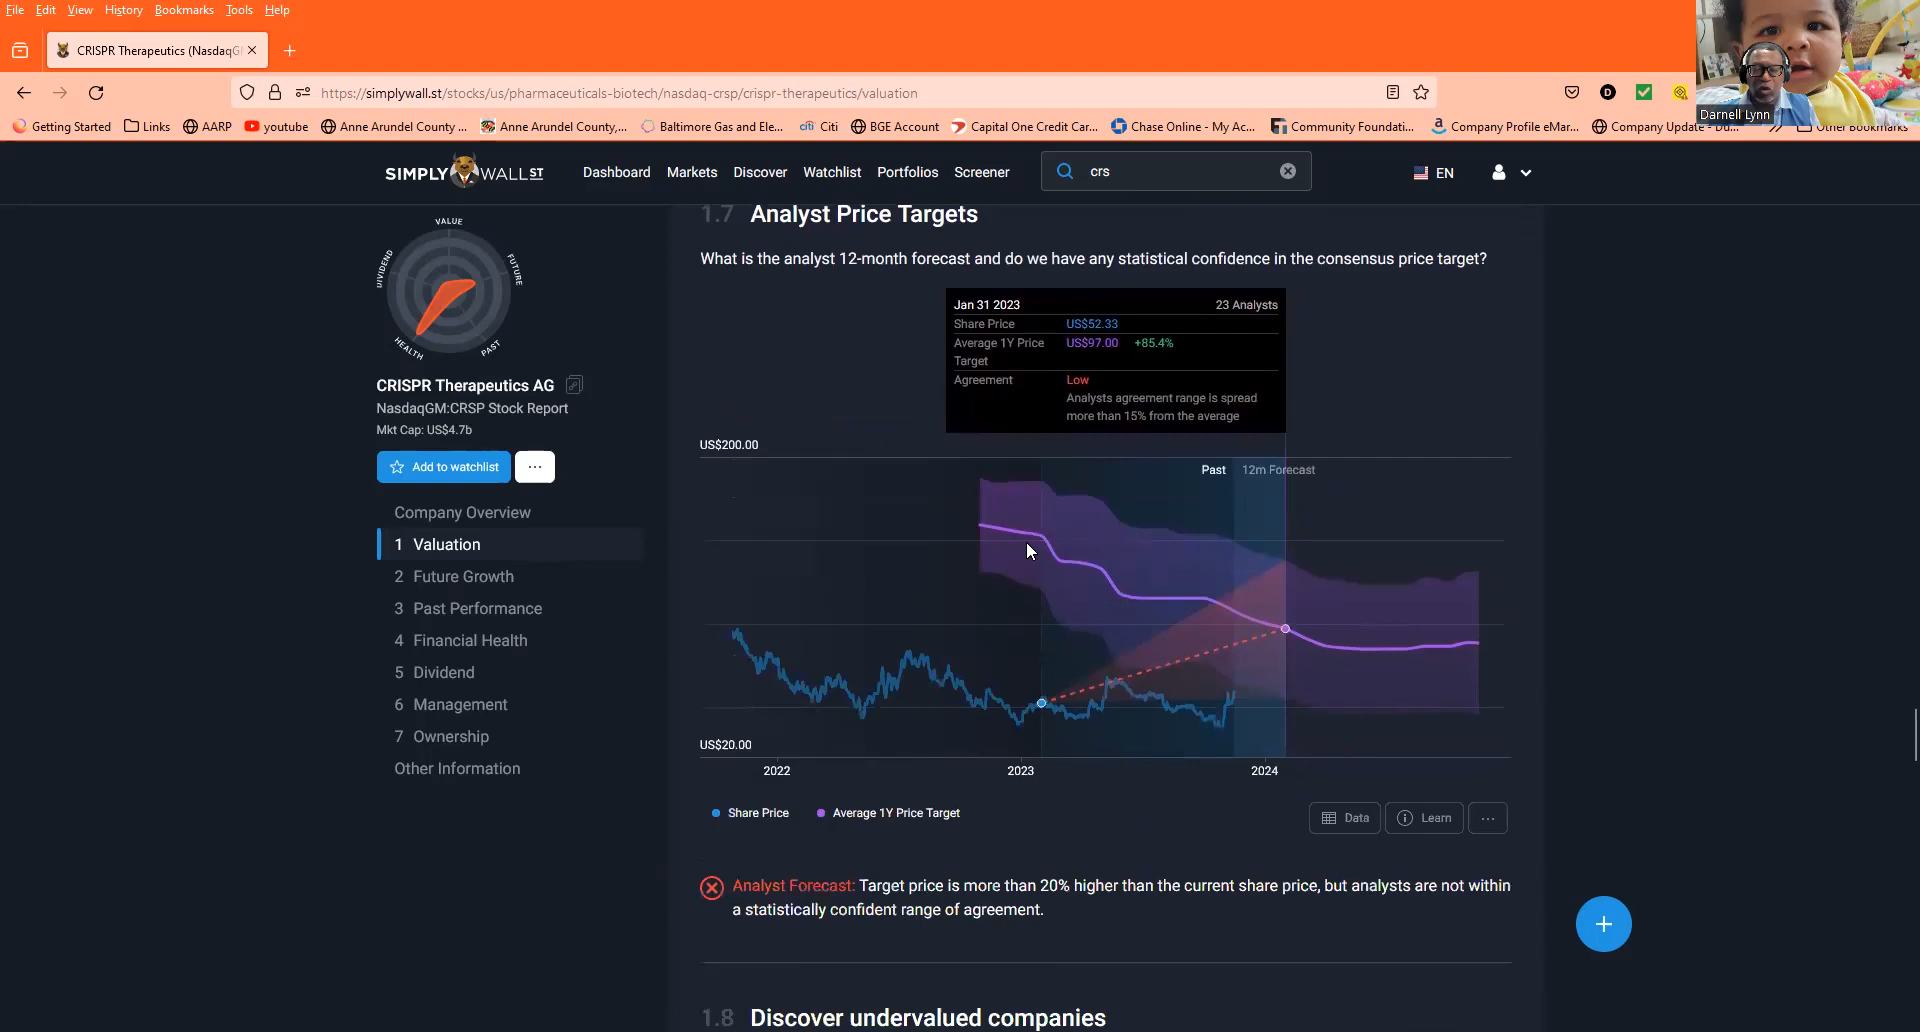 File Edit View History Bookmarks Tools Help
CRISPR Therapeutics (NasdaqG
https://simplywall.st/stocks/us/pharmaceuticals-biotech/nasdaq-crsp/crispr-therapeutics/valuation
Darnell Lynn
Getting Started Links AARP youtube Anne Arundel County ... Anne Arundel County,... Baltimore Gas and Ele... citi Citi BGE Account Capital One Credit Car... Chase Online - My Ac... Community Foundati... Company Profile eMar... Company Update - Du... Other Bookmarks
SIMPLY WALL ST Dashboard Markets Discover Watchlist Portfolios Screener crs EN
VALUE
FUTURE
PAST
HEALTH
DIVIDEND
CRISPR Therapeutics AG
NasdaqGM:CRSP Stock Report
Mkt Cap: US$4.7b
Add to watchlist ...
Company Overview
1 Valuation
2 Future Growth
3 Past Performance
4 Financial Health
5 Dividend
6 Management
7 Ownership
Other Information
1.7 Analyst Price Targets
What is the analyst 12-month forecast and do we have any statistical confidence in the consensus price target?
Jan 31 2023 23 Analysts
Share Price US$52.33
Average 1Y Price US$97.00 +85.4%
Target
Agreement Low
Analysts agreement range is spread
more than 15% from the average
US$200.00
Past 12m Forecast
US$20.00
2022 2023 2024
Share Price Average 1Y Price Target
Data Learn ...
Analyst Forecast: Target price is more than 20% higher than the current share price, but analysts are not within
a statistically confident range of agreement.
1.8 Discover undervalued companies